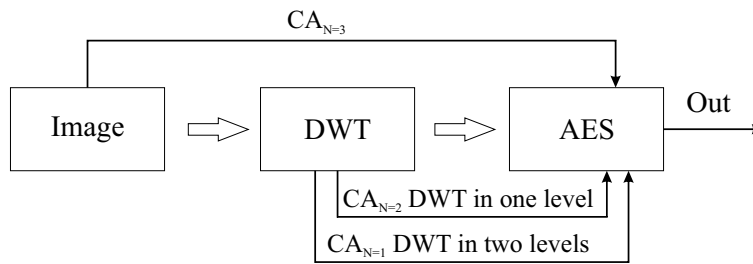 CA_N=3
Image
DWT
AES
Out
CA_N=2 DWT in one level
CA_N=1 DWT in two levels